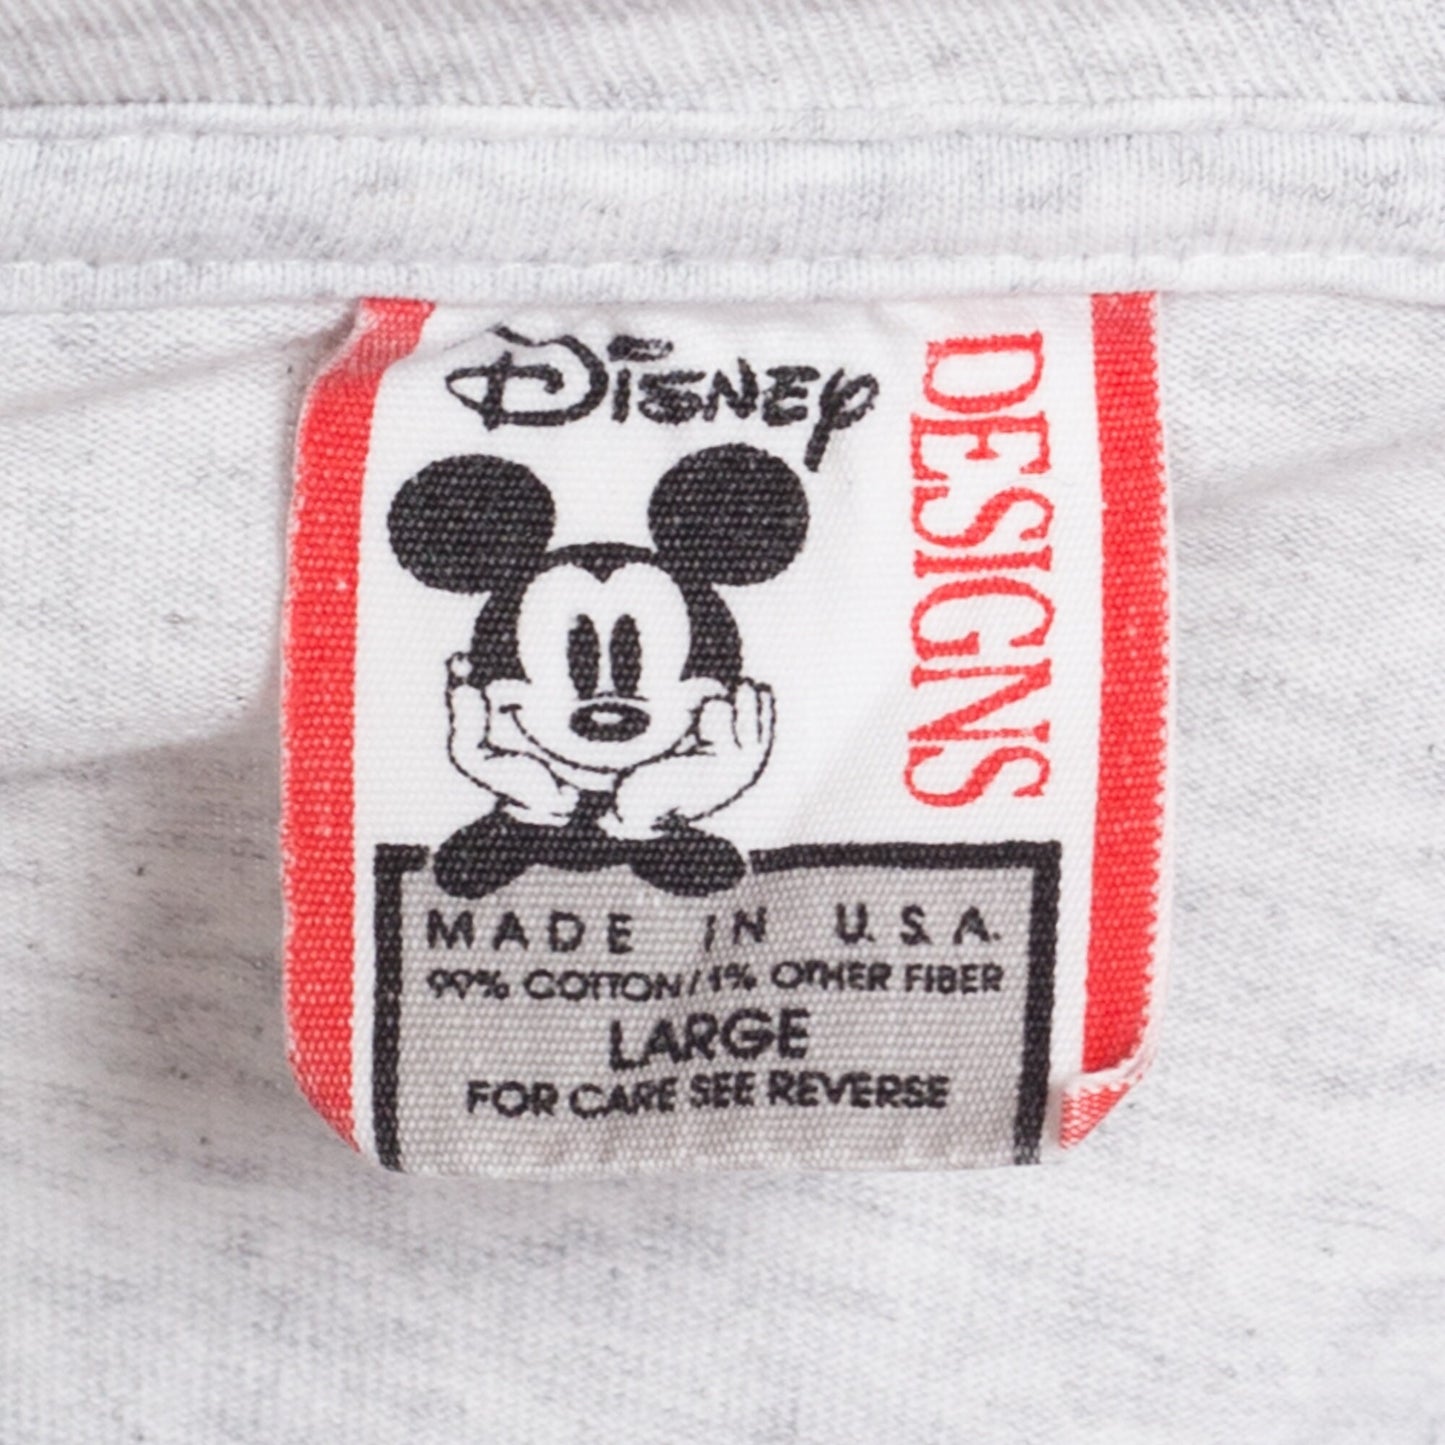 Disney
DESIGNS
MADE IN U.S.A.
99% COTTON/1% OTHER FIBER
LARGE
FOR CARE SEE REVERSE